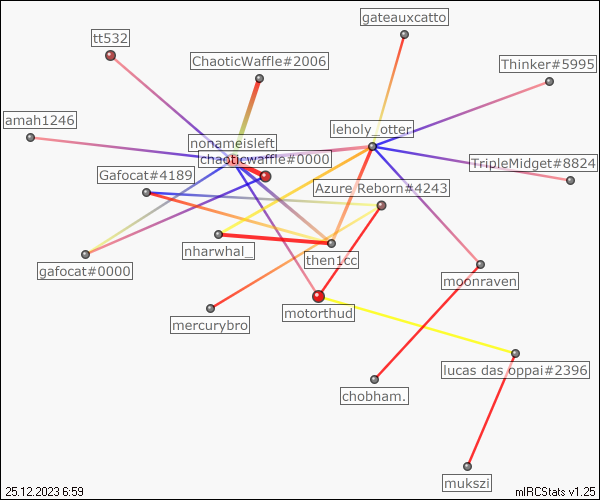 gateauxcatto
tt532
ChaoticWaffle#2006
Thinker#5995
amah1246
leholy_otter
nonameisleft
chaoticwaffle#0000
TripleMidget#8824
Gafocat#4189
Azure Reborn#4243
nharwhal_
then1cc
gafocat#0000
moonraven
motorthud
mercurybro
lucas das oppai#2396
chobham.
mukszi
25.12.2023 6:59
mIRCStats v1.25